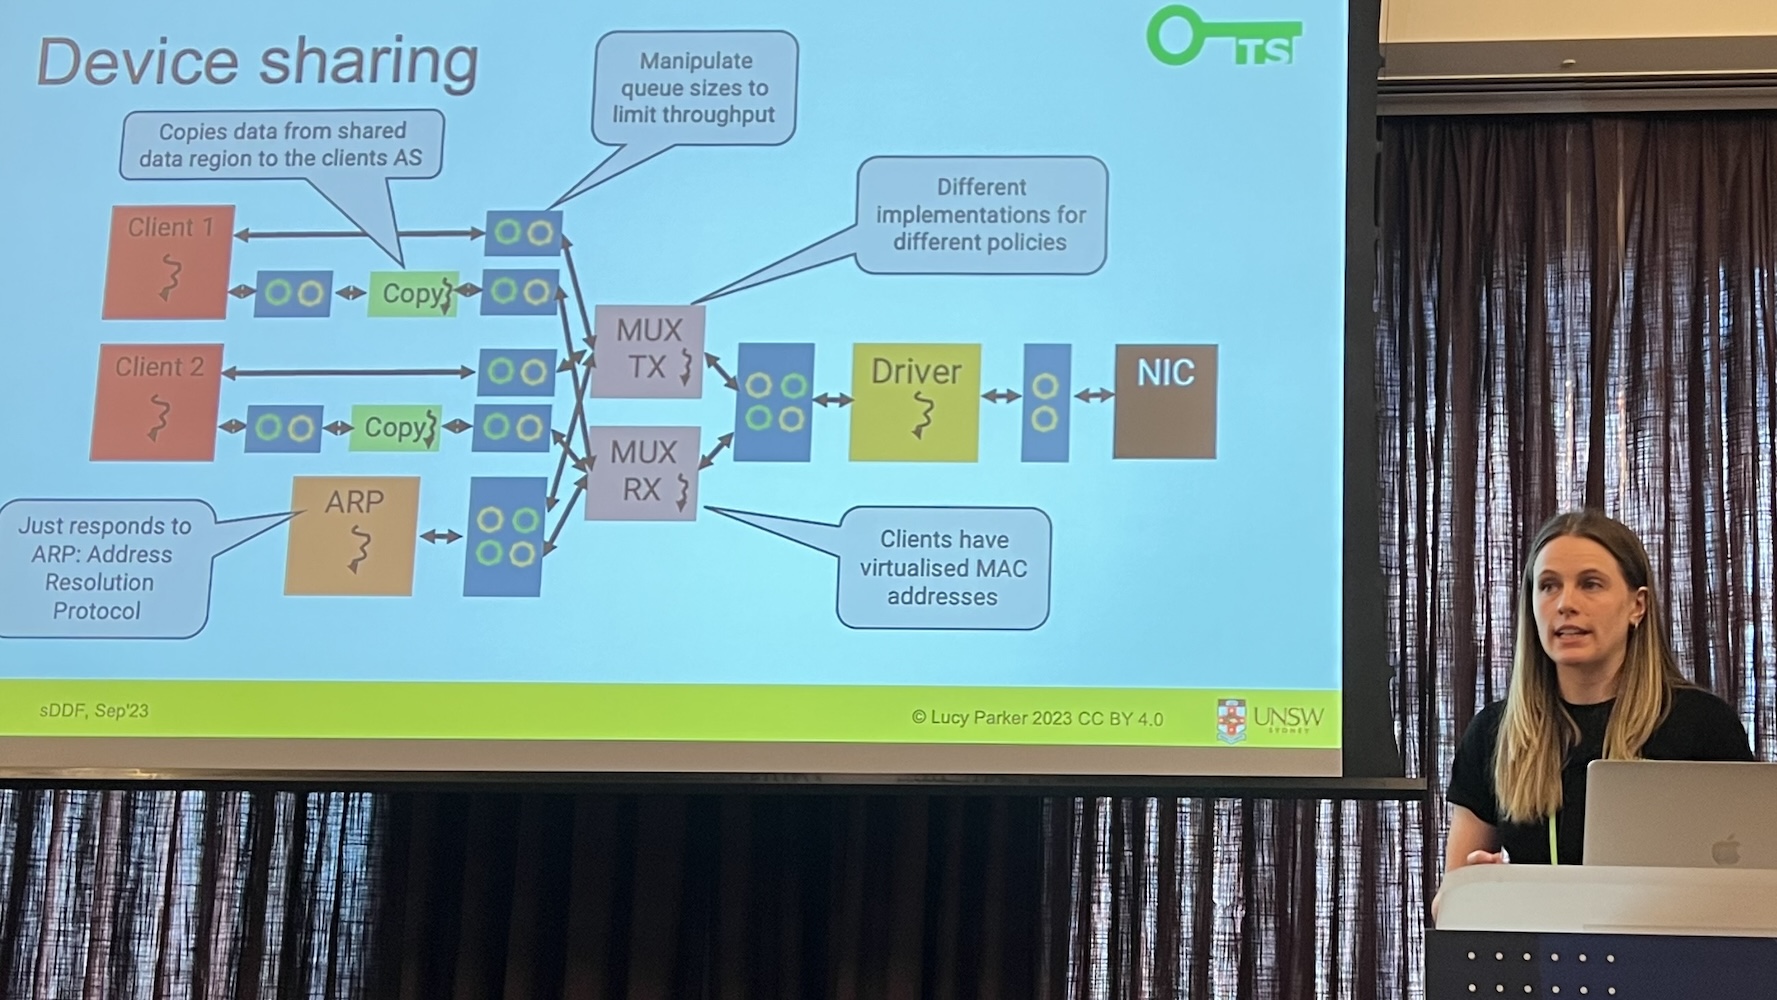 Device sharing
TS
Manipulate
queue sizes to
limit throughput
Copies data from shared
data region to the clients AS
Different
implementations for
different policies
Client 1
Copy
MUX
TX
Client 2
Copy
Driver
NIC
MUX
RX
ARP
Just responds to
ARP: Address
Resolution
Protocol
Clients have
virtualised MAC
addresses
sDDF, Sep'23
© Lucy Parker 2023 CC BY 4.0
UNSW
SYDNEY